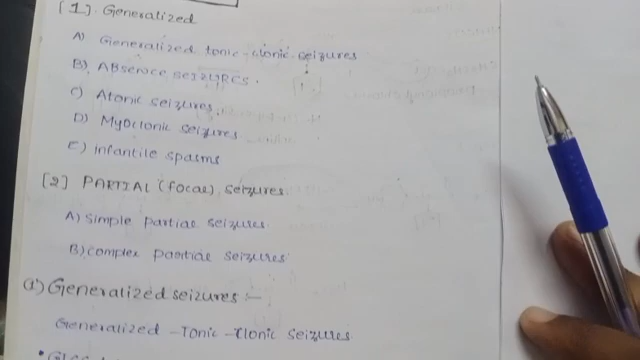 [1]. Generalized
A) Generalized tonic-clonic seizures
B) ABsence seizures.
C) Atonic seizures.
D) Myoclonic seizures
E) infantile spasms
[2] PARTIAL (focal) seizures
A) simple partial seizures
B) complex partial seizures
(1) Generalized seizures :-
Generalized - Tonic - clonic seizures